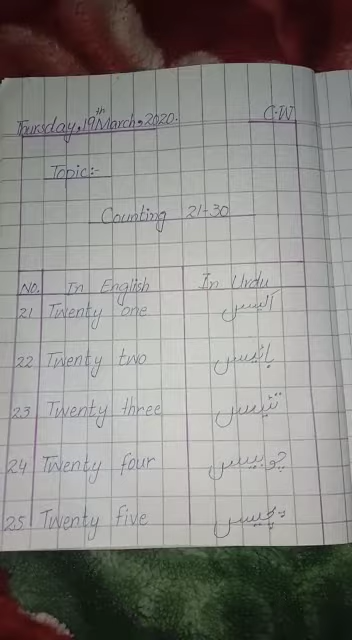 Thursday, 19th March, 2020. C.W
Topic:-
Counting 21-30
No. In English In Urdu
21 Twenty one اکیس
22 Twenty two بائیس
23 Twenty three تئیس
24 Twenty four چوبیس
25 Twenty five پچیس